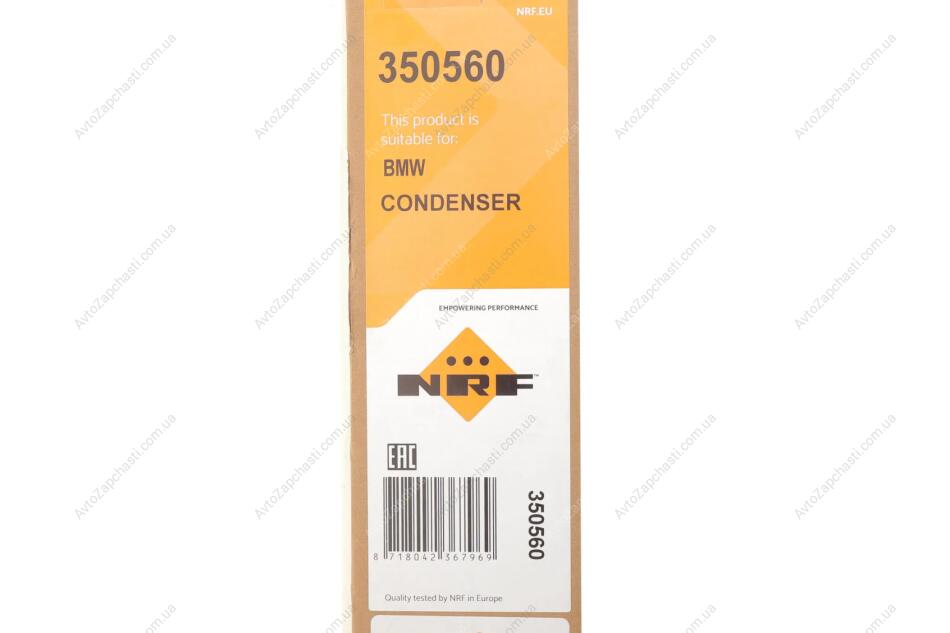 NRF.EU
350560
This product is
suitable for:
BMW
CONDENSER
EMPOWERING PERFORMANCE
NRF™
EAC
350560
8 718042 367969
Quality tested by NRF in Europe
AvtoZapchasti.com.ua